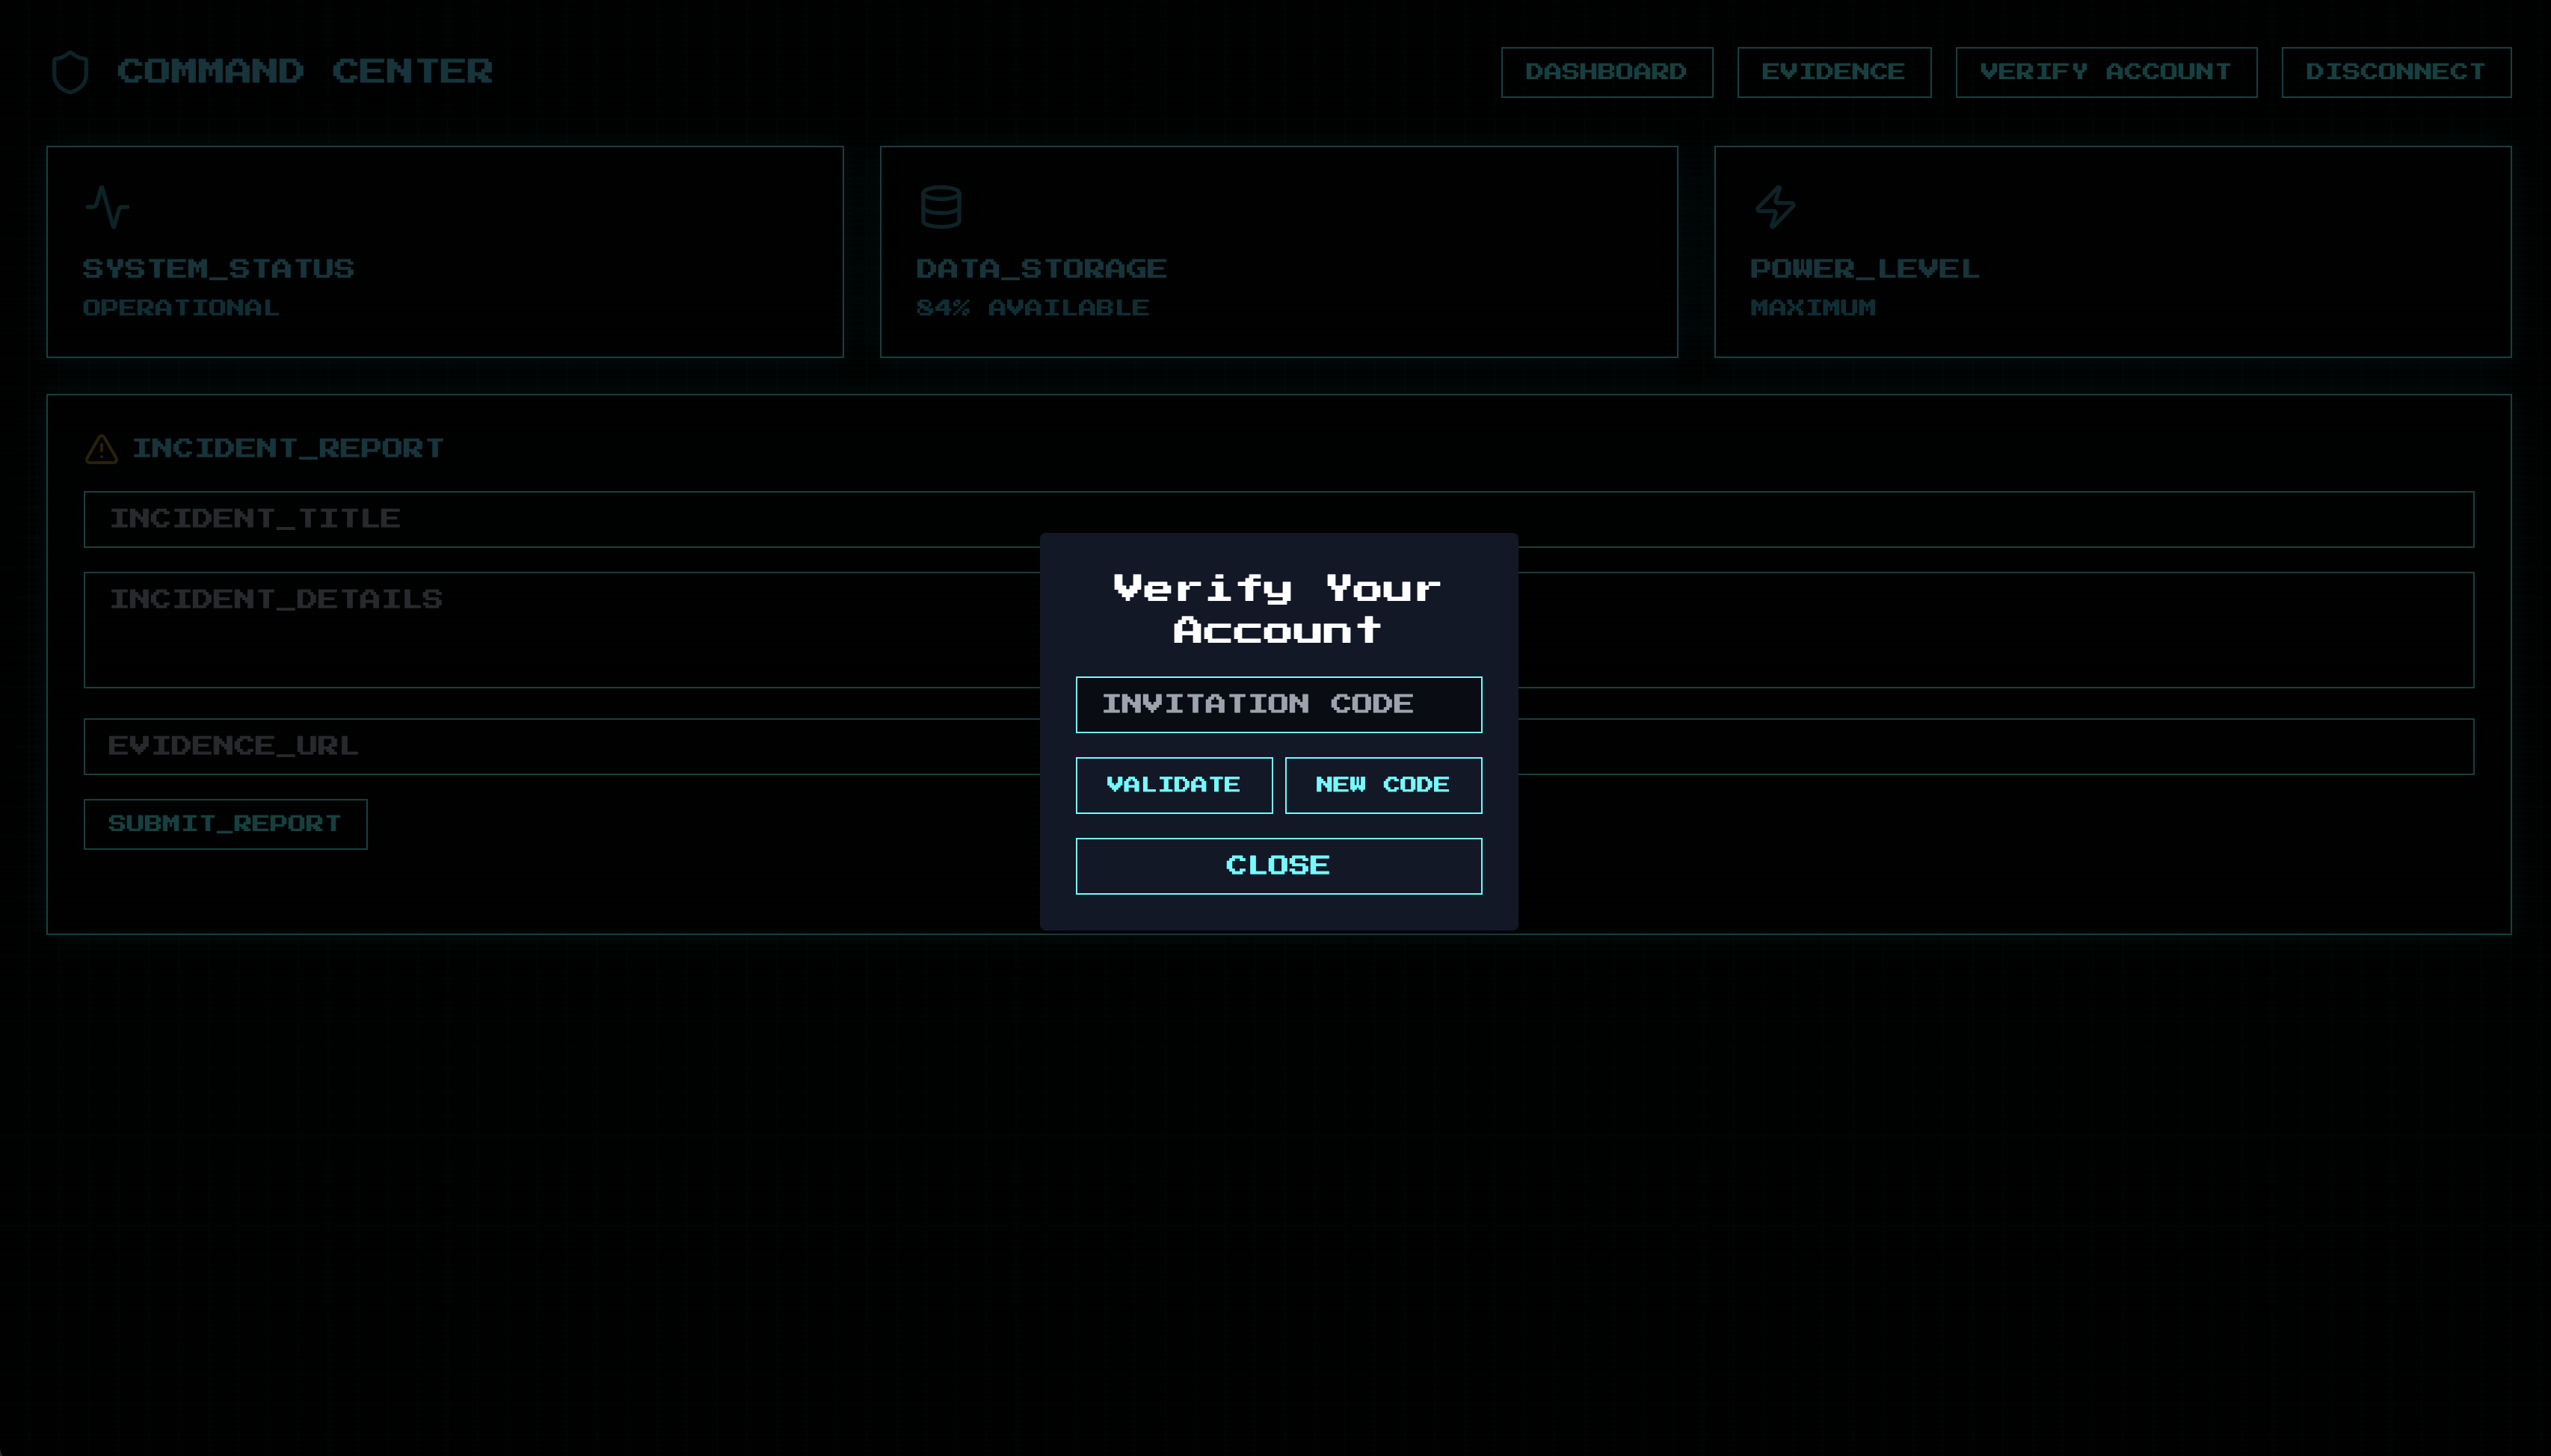 COMMAND CENTER
DASHBOARD
EVIDENCE
VERIFY ACCOUNT
DISCONNECT
SYSTEM_STATUS
OPERATIONAL
DATA_STORAGE
84% AVAILABLE
POWER_LEVEL
MAXIMUM
INCIDENT_REPORT
INCIDENT_TITLE
INCIDENT_DETAILS
EVIDENCE_URL
SUBMIT_REPORT
Verify Your
Account
INVITATION CODE
VALIDATE
NEW CODE
CLOSE